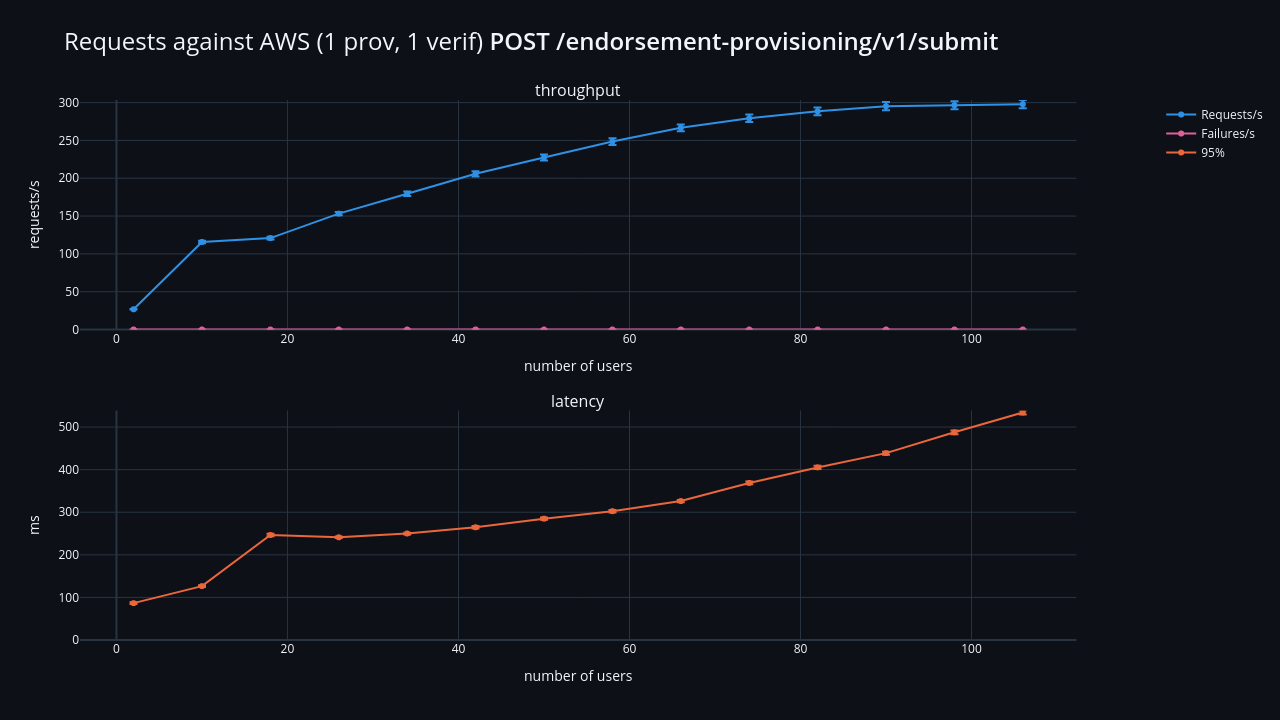 Requests against AWS (1 prov, 1 verif) POST /endorsement-provisioning/v1/submit
throughput
300
250
200
150
100
50
0
requests/s
0 20 40 60 80 100
number of users
Requests/s
Failures/s
95%
latency
500
400
300
200
100
0
ms
0 20 40 60 80 100
number of users